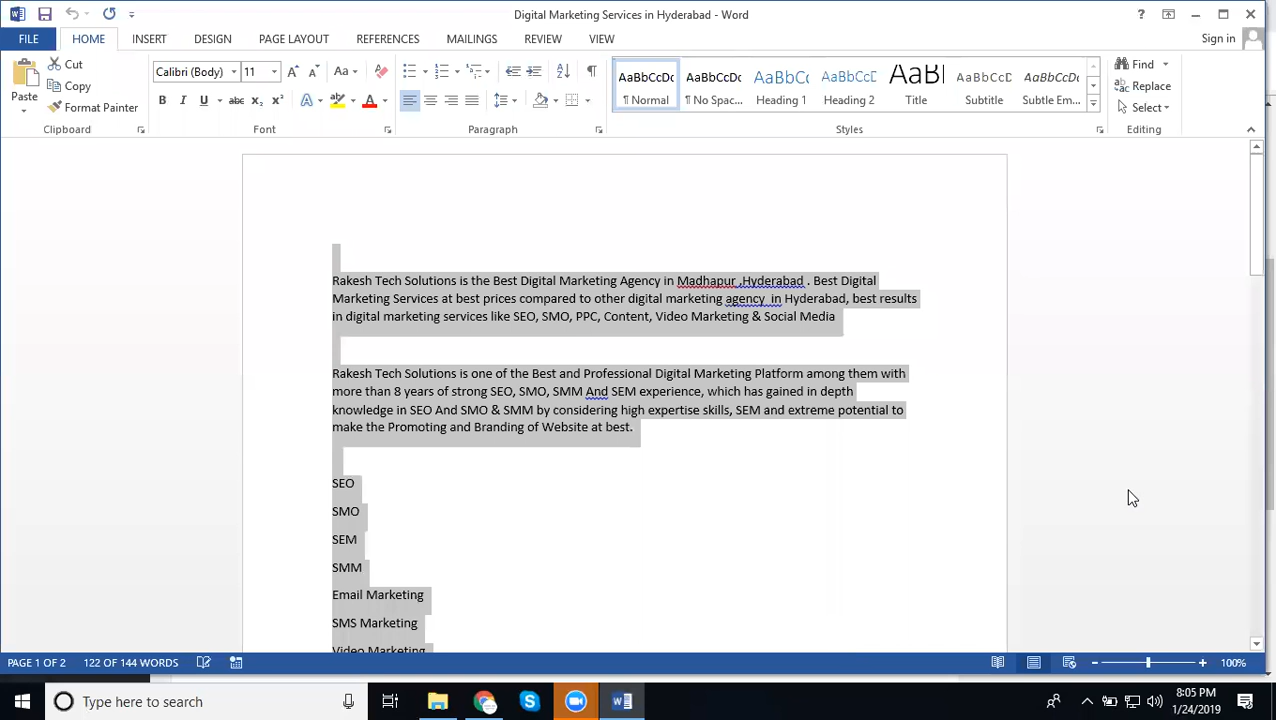 Digital Marketing Services in Hyderabad - Word
FILE HOME INSERT DESIGN PAGE LAYOUT REFERENCES MAILINGS REVIEW VIEW Sign in
Cut
Copy
Format Painter
Paste
Clipboard
Calibri (Body) 11
Font
Paragraph
AaBbCcDc AaBbCcDc AaBbCc AaBbCcD AaBl AaBbCcD AaBbCcDc
¶ Normal ¶ No Spac... Heading 1 Heading 2 Title Subtitle Subtle Em...
Styles
Find
Replace
Select
Editing
Rakesh Tech Solutions is the Best Digital Marketing Agency in Madhapur ,Hyderabad . Best Digital
Marketing Services at best prices compared to other digital marketing agency  in Hyderabad, best results
in digital marketing services like SEO, SMO, PPC, Content, Video Marketing & Social Media
Rakesh Tech Solutions is one of the Best and Professional Digital Marketing Platform among them with
more than 8 years of strong SEO, SMO, SMM And SEM experience, which has gained in depth
knowledge in SEO And SMO & SMM by considering high expertise skills, SEM and extreme potential to
make the Promoting and Branding of Website at best.
SEO
SMO
SEM
SMM
Email Marketing
SMS Marketing
Video Marketing
PAGE 1 OF 2 122 OF 144 WORDS 100%
Type here to search
8:05 PM
1/24/2019